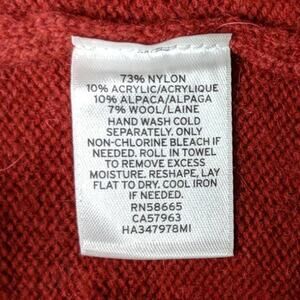 73% NYLON
10% ACRYLIC/ACRYLIQUE
10% ALPACA/ALPAGA
7% WOOL/LAINE
HAND WASH COLD
SEPARATELY. ONLY
NON-CHLORINE BLEACH IF
NEEDED. ROLL IN TOWEL
TO REMOVE EXCESS
MOISTURE. RESHAPE, LAY
FLAT TO DRY. COOL IRON
IF NEEDED.
RN58665
CA57963
HA347978MI